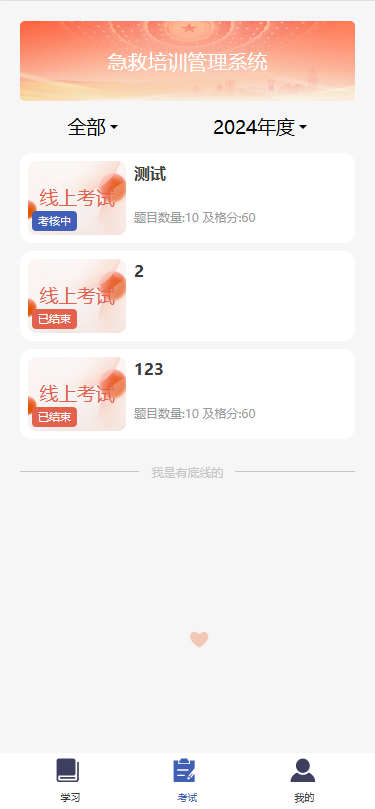 急救培训管理系统
全部 2024年度
线上考试
考核中
测试
题目数量:10 及格分:60
线上考试
已结束
2
线上考试
已结束
123
题目数量:10 及格分:60
我是有底线的
学习 考试 我的